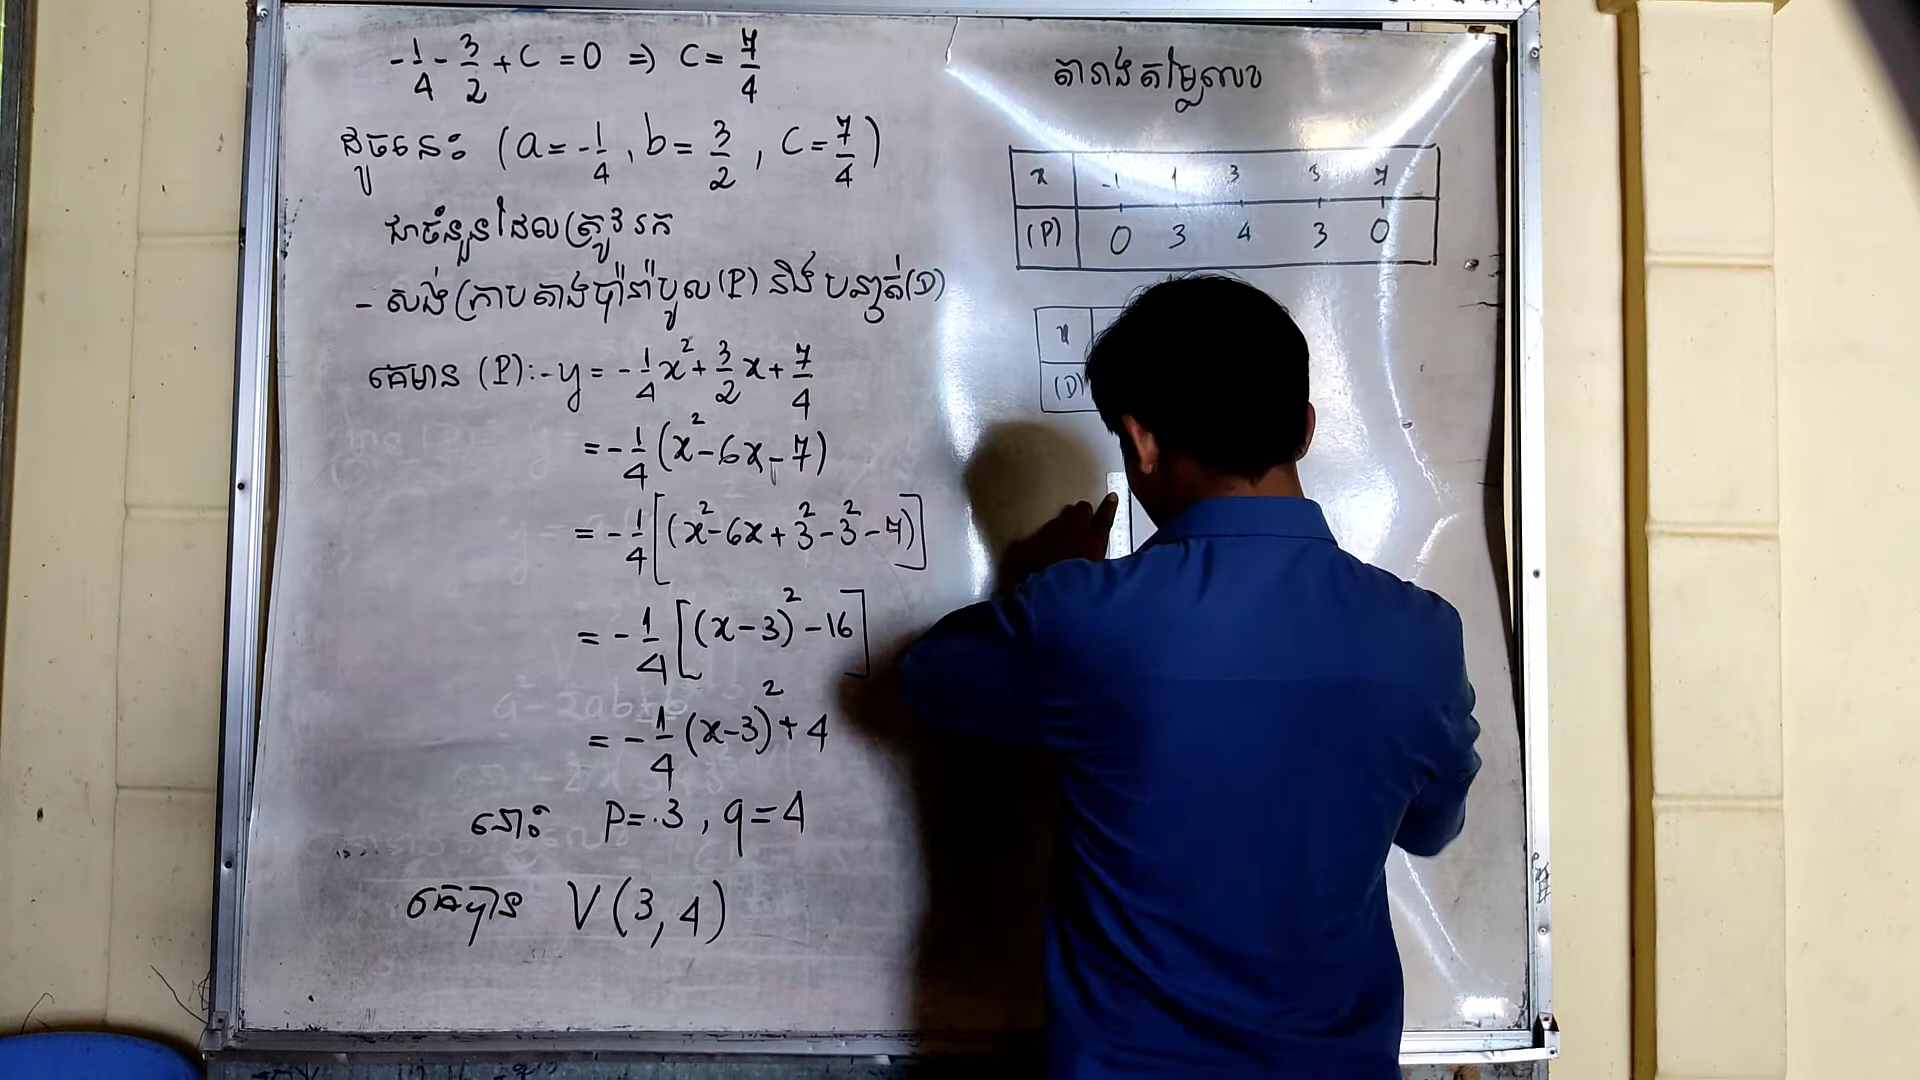 -1/4 - 3/2 + C = 0 ⇒ C = 7/4
ដូចនេះ (a = -1/4 , b = 3/2 , C = 7/4)
ជាចំនួនដែលត្រូវរក
- សង់ក្រាបតាងប៉ារ៉ាបូល (P) និងបន្ទាត់ (D)
គេមាន (P): y = -1/4 x² + 3/2 x + 7/4
= -1/4 (x² - 6x - 7)
= -1/4 [(x² - 6x + 3² - 3² - 7)]
= -1/4 [(x - 3)² - 16]
= -1/4 (x - 3)² + 4
នោះ p = 3 , q = 4
គេបាន V(3, 4)
តារាងតម្លៃលេខ
x -1 1 3 3 7
(P) 0 3 4 3 0
x
(D)